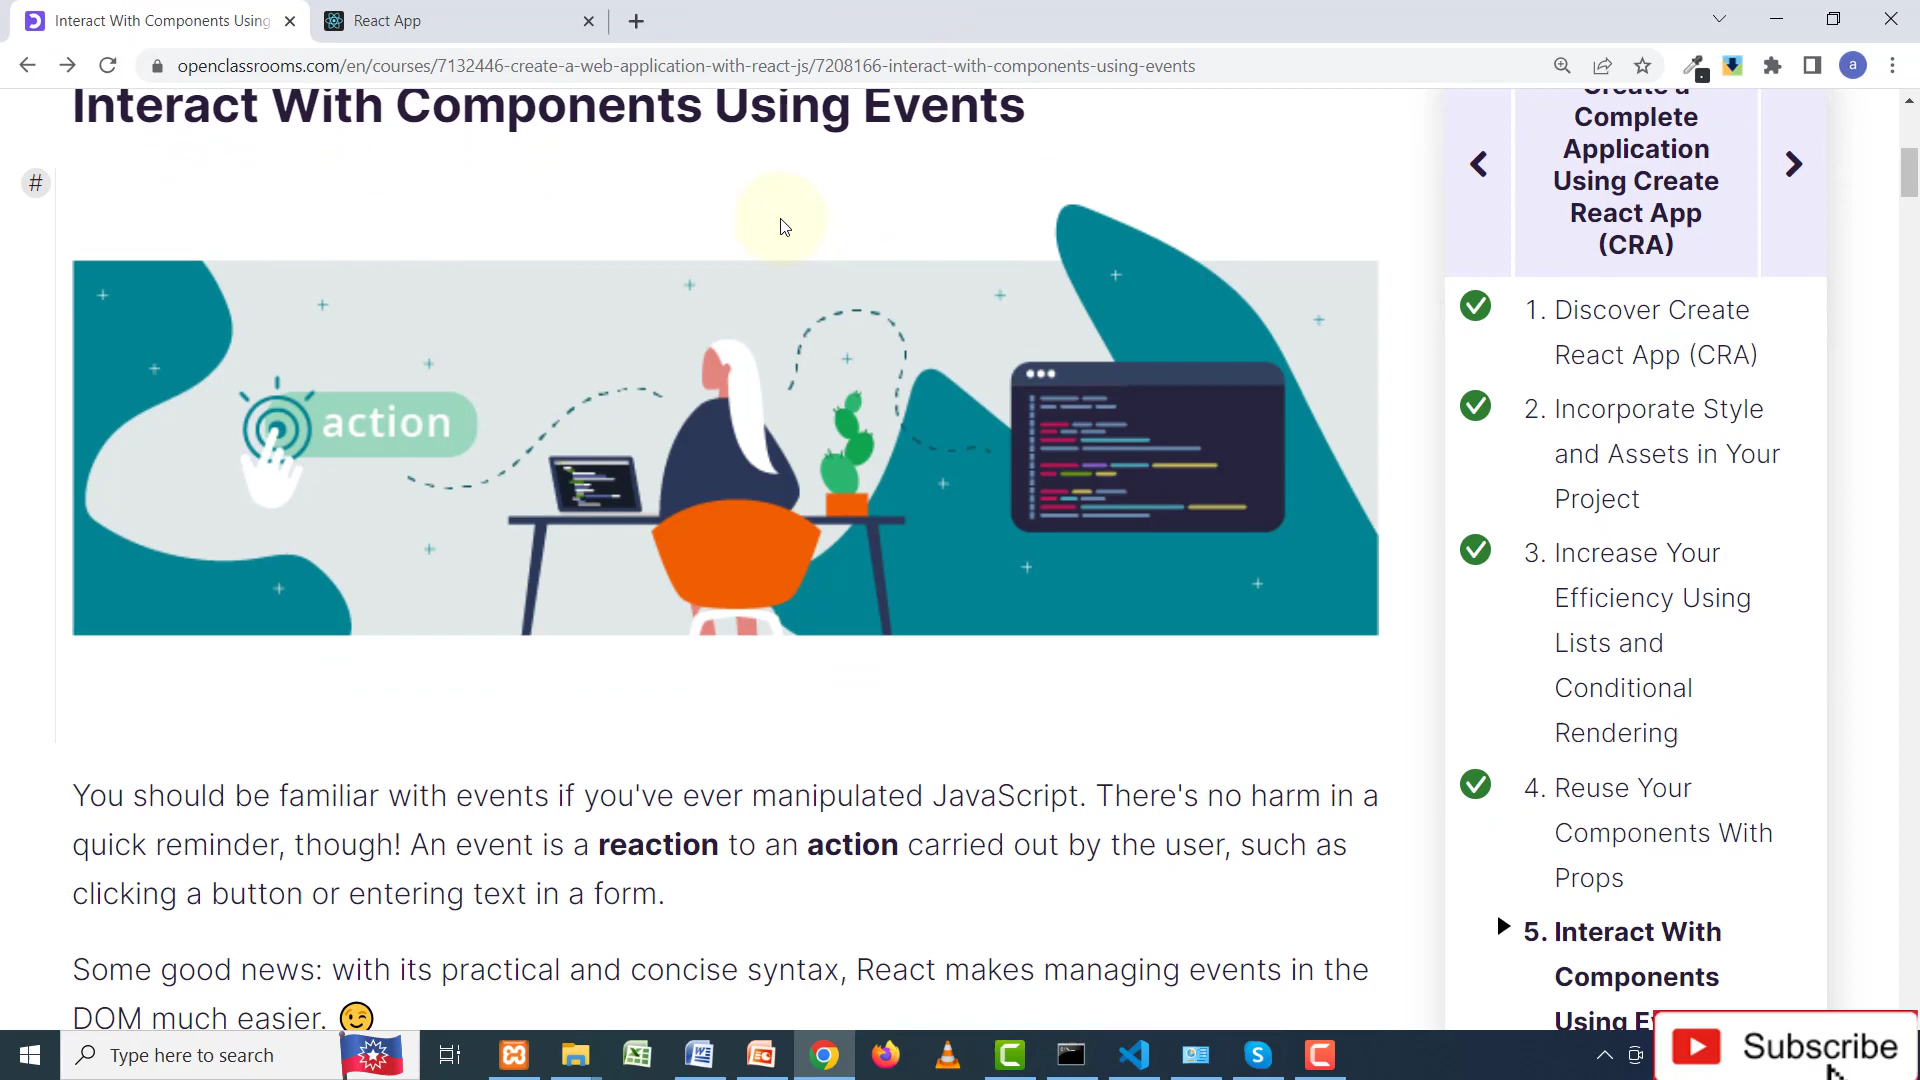 Interact With Components Using
React App
openclassrooms.com/en/courses/7132446-create-a-web-application-with-react-js/7208166-interact-with-components-using-events
a
Interact With Components Using Events
#
action
You should be familiar with events if you've ever manipulated JavaScript. There's no harm in a
quick reminder, though! An event is a reaction to an action carried out by the user, such as
clicking a button or entering text in a form.
Some good news: with its practical and concise syntax, React makes managing events in the
DOM much easier. 😉
Create a
Complete
Application
Using Create
React App
(CRA)
1. Discover Create
React App (CRA)
2. Incorporate Style
and Assets in Your
Project
3. Increase Your
Efficiency Using
Lists and
Conditional
Rendering
4. Reuse Your
Components With
Props
5. Interact With
Components
Using Ev
Type here to search
Subscribe